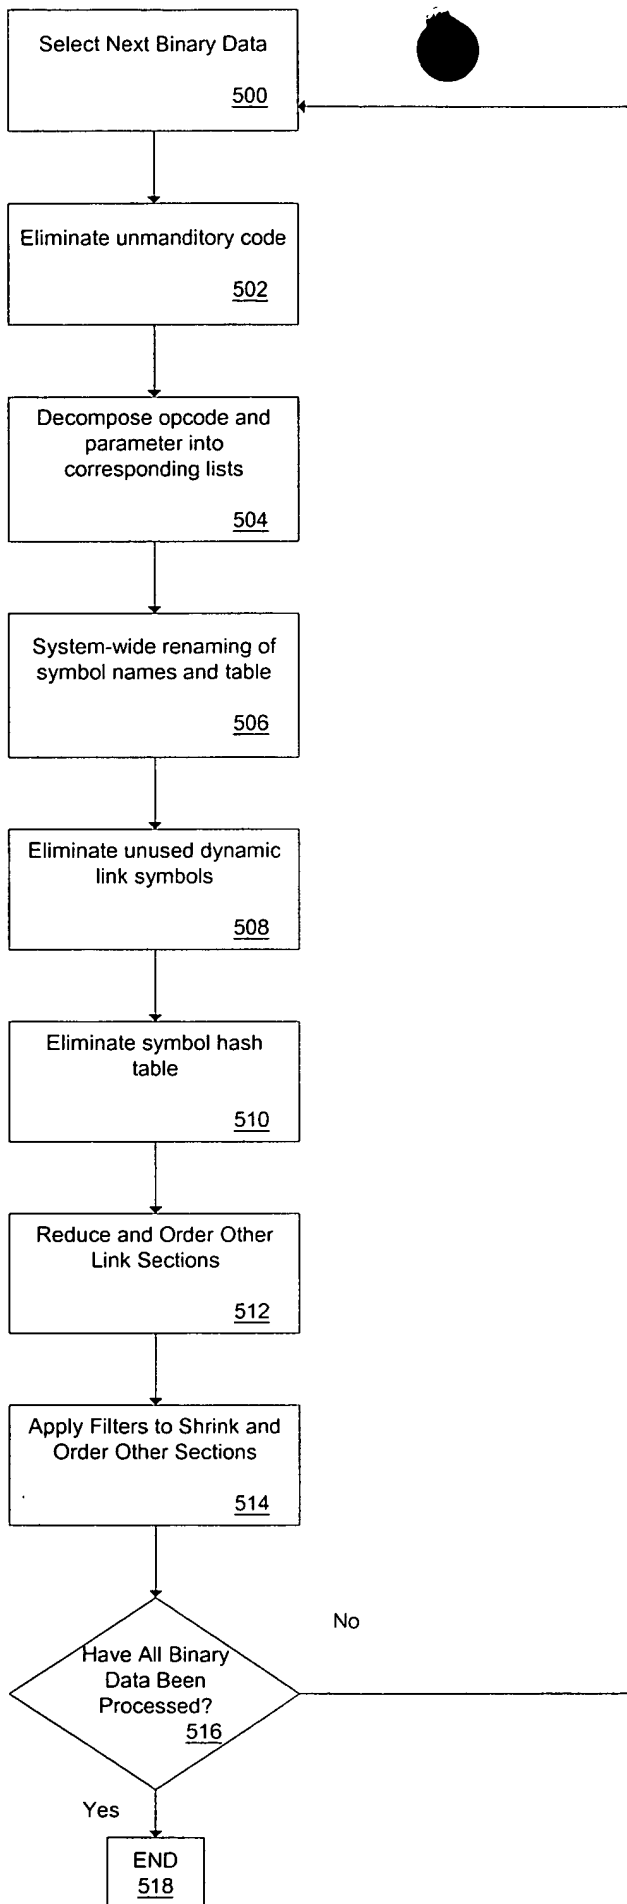 Select Next Binary Data
500
Eliminate unmanditory code
502
Decompose opcode and
parameter into
corresponding lists
504
System-wide renaming of
symbol names and table
506
Eliminate unused dynamic
link symbols
508
Eliminate symbol hash
table
510
Reduce and Order Other
Link Sections
512
Apply Filters to Shrink and
Order Other Sections
514
No
Have All Binary
Data Been
Processed?
516
Yes
END
518